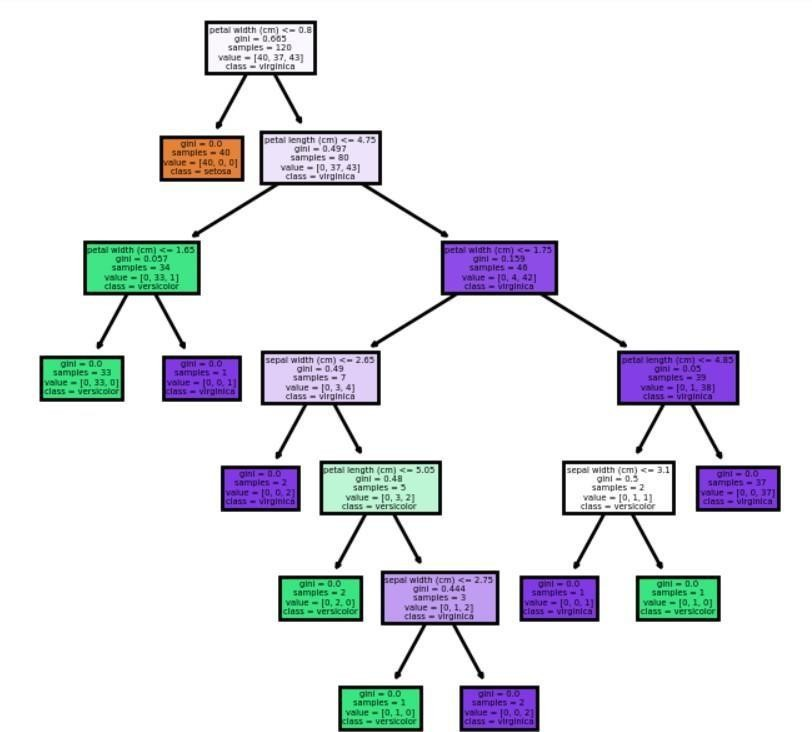 petal width (cm) <= 0.8
gini = 0.665
samples = 120
value = [40, 37, 43]
class = virginica
gini = 0.0
samples = 40
value = [40, 0, 0]
class = setosa
petal length (cm) <= 4.75
gini = 0.497
samples = 80
value = [0, 37, 43]
class = virginica
petal width (cm) <= 1.65
gini = 0.057
samples = 34
value = [0, 33, 1]
class = versicolor
petal width (cm) <= 1.75
gini = 0.159
samples = 46
value = [0, 4, 42]
class = virginica
gini = 0.0
samples = 33
value = [0, 33, 0]
class = versicolor
gini = 0.0
samples = 1
value = [0, 0, 1]
class = virginica
sepal width (cm) <= 2.65
gini = 0.49
samples = 7
value = [0, 3, 4]
class = virginica
petal length (cm) <= 4.85
gini = 0.05
samples = 39
value = [0, 1, 38]
class = virginica
gini = 0.0
samples = 2
value = [0, 0, 2]
class = virginica
petal length (cm) <= 5.05
gini = 0.48
samples = 5
value = [0, 3, 2]
class = versicolor
sepal width (cm) <= 3.1
gini = 0.5
samples = 2
value = [0, 1, 1]
class = versicolor
gini = 0.0
samples = 37
value = [0, 0, 37]
class = virginica
gini = 0.0
samples = 2
value = [0, 2, 0]
class = versicolor
sepal width (cm) <= 2.75
gini = 0.444
samples = 3
value = [0, 1, 2]
class = virginica
gini = 0.0
samples = 1
value = [0, 0, 1]
class = virginica
gini = 0.0
samples = 1
value = [0, 1, 0]
class = versicolor
gini = 0.0
samples = 1
value = [0, 1, 0]
class = versicolor
gini = 0.0
samples = 2
value = [0, 0, 2]
class = virginica